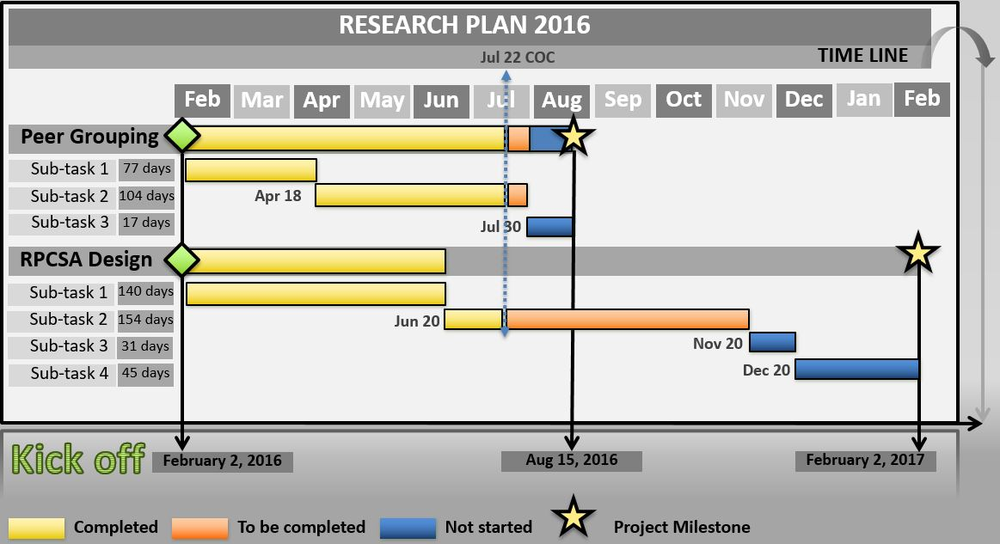 RESEARCH PLAN 2016
Jul 22 COC
TIME LINE
Feb Mar Apr May Jun Jul Aug Sep Oct Nov Dec Jan Feb
Peer Grouping
Sub-task 1 77 days
Sub-task 2 104 days Apr 18
Sub-task 3 17 days Jul 30
RPCSA Design
Sub-task 1 140 days
Sub-task 2 154 days Jun 20
Sub-task 3 31 days Nov 20
Sub-task 4 45 days Dec 20
Kick off February 2, 2016 Aug 15, 2016 February 2, 2017
Completed To be completed Not started Project Milestone